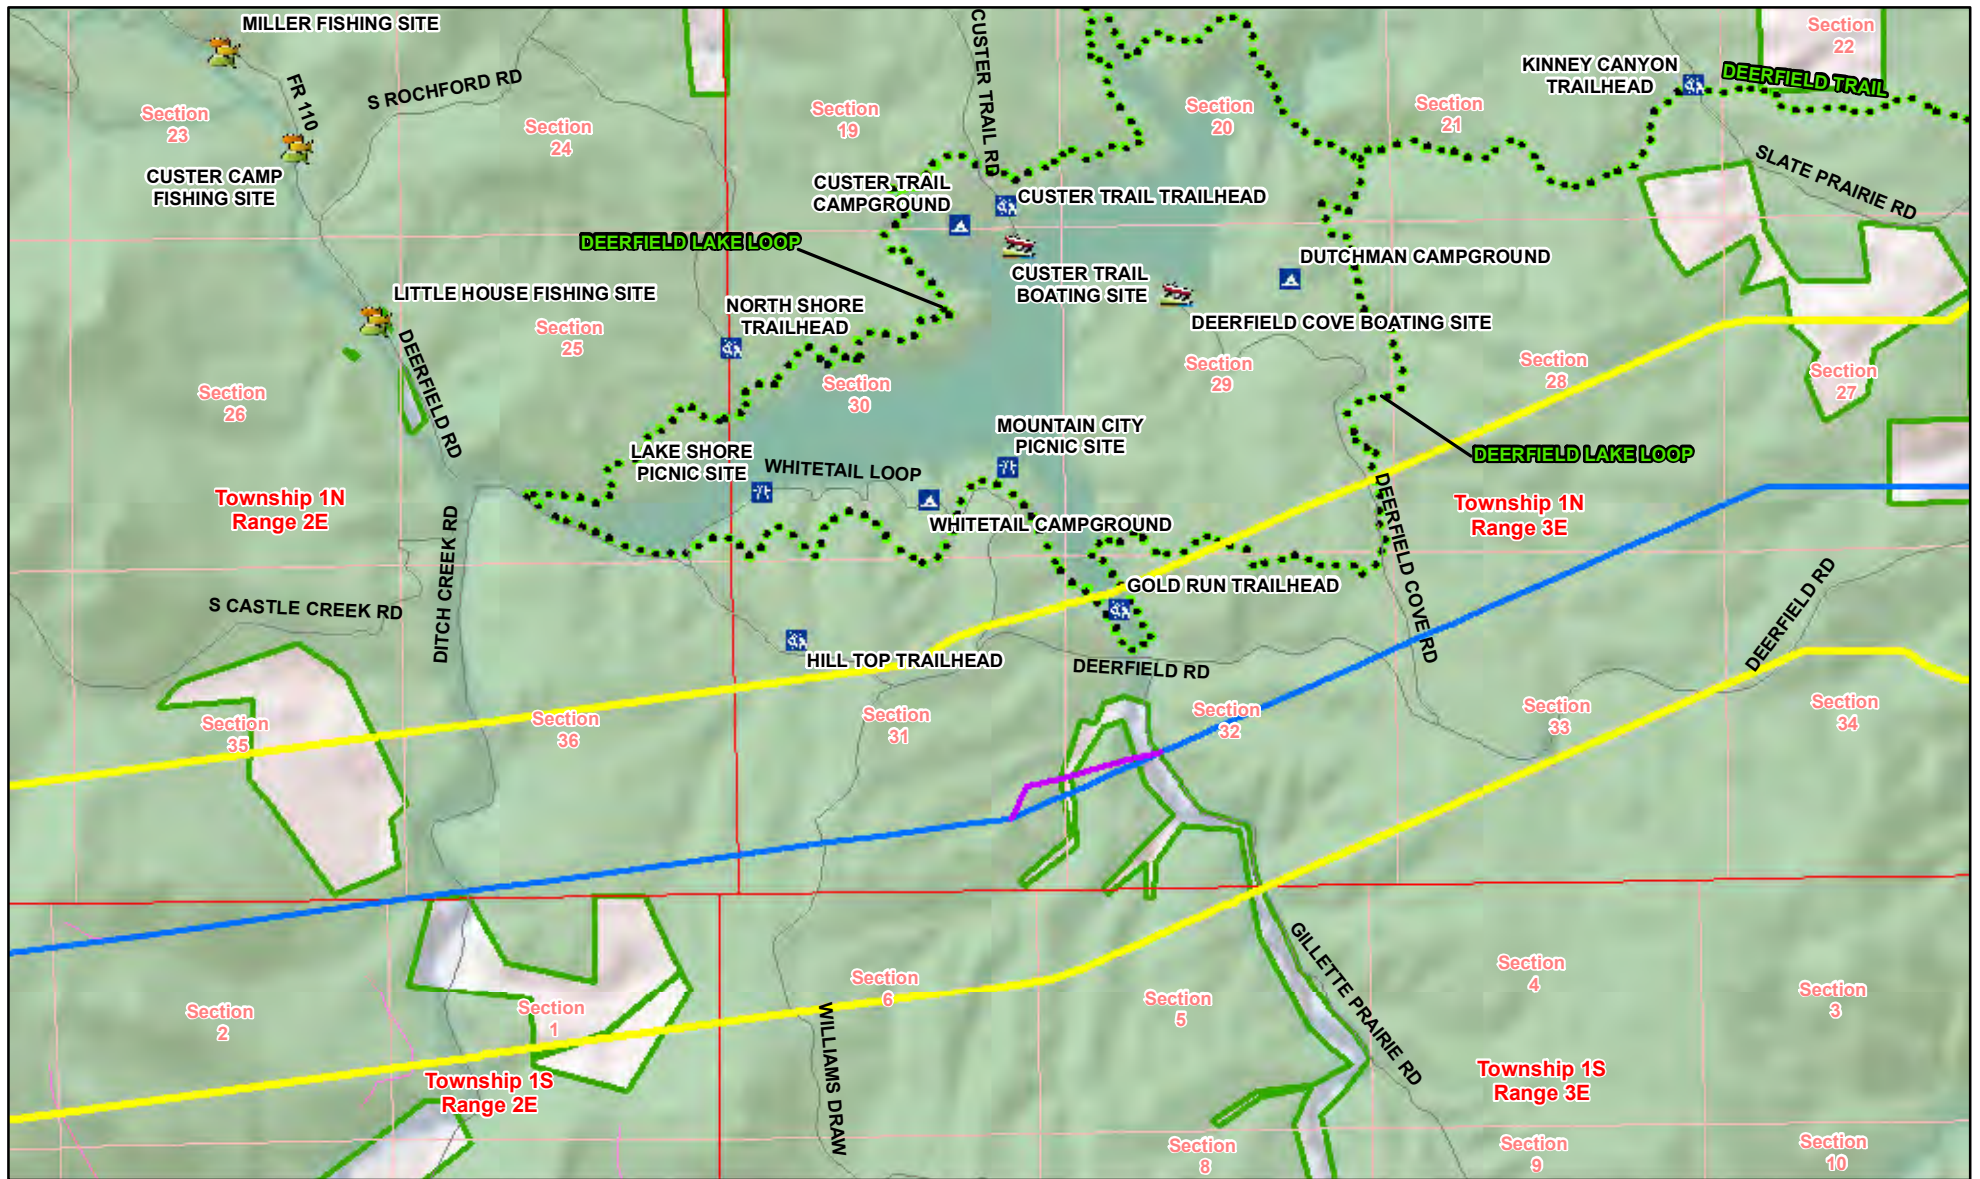 MILLER FISHING SITE
FR 110
S ROCHFORD RD
CUSTER TRAIL RD
Section
22
KINNEY CANYON
TRAILHEAD
DEERFIELD TRAIL
Section
23
Section
24
Section
19
Section
20
Section
21
CUSTER CAMP
FISHING SITE
CUSTER TRAIL
CAMPGROUND
CUSTER TRAIL TRAILHEAD
SLATE PRAIRIE RD
DEERFIELD LAKE LOOP
DUTCHMAN CAMPGROUND
CUSTER TRAIL
BOATING SITE
LITTLE HOUSE FISHING SITE
NORTH SHORE
TRAILHEAD
DEERFIELD COVE BOATING SITE
Section
25
DEERFIELD RD
Section
26
Section
30
Section
29
Section
28
Section
27
MOUNTAIN CITY
PICNIC SITE
LAKE SHORE
PICNIC SITE
WHITETAIL LOOP
DEERFIELD LAKE LOOP
Township 1N
Range 2E
Township 1N
Range 3E
WHITETAIL CAMPGROUND
DEERFIELD COVE RD
DITCH CREEK RD
GOLD RUN TRAILHEAD
S CASTLE CREEK RD
DEERFIELD RD
HILL TOP TRAILHEAD
DEERFIELD RD
Section
35
Section
36
Section
31
Section
32
Section
33
Section
34
GILLETTE PRAIRIE RD
Section
2
Section
1
Section
6
Section
5
Section
4
Section
3
WILLIAMS DRAW
Township 1S
Range 2E
Township 1S
Range 3E
Section
8
Section
9
Section
10